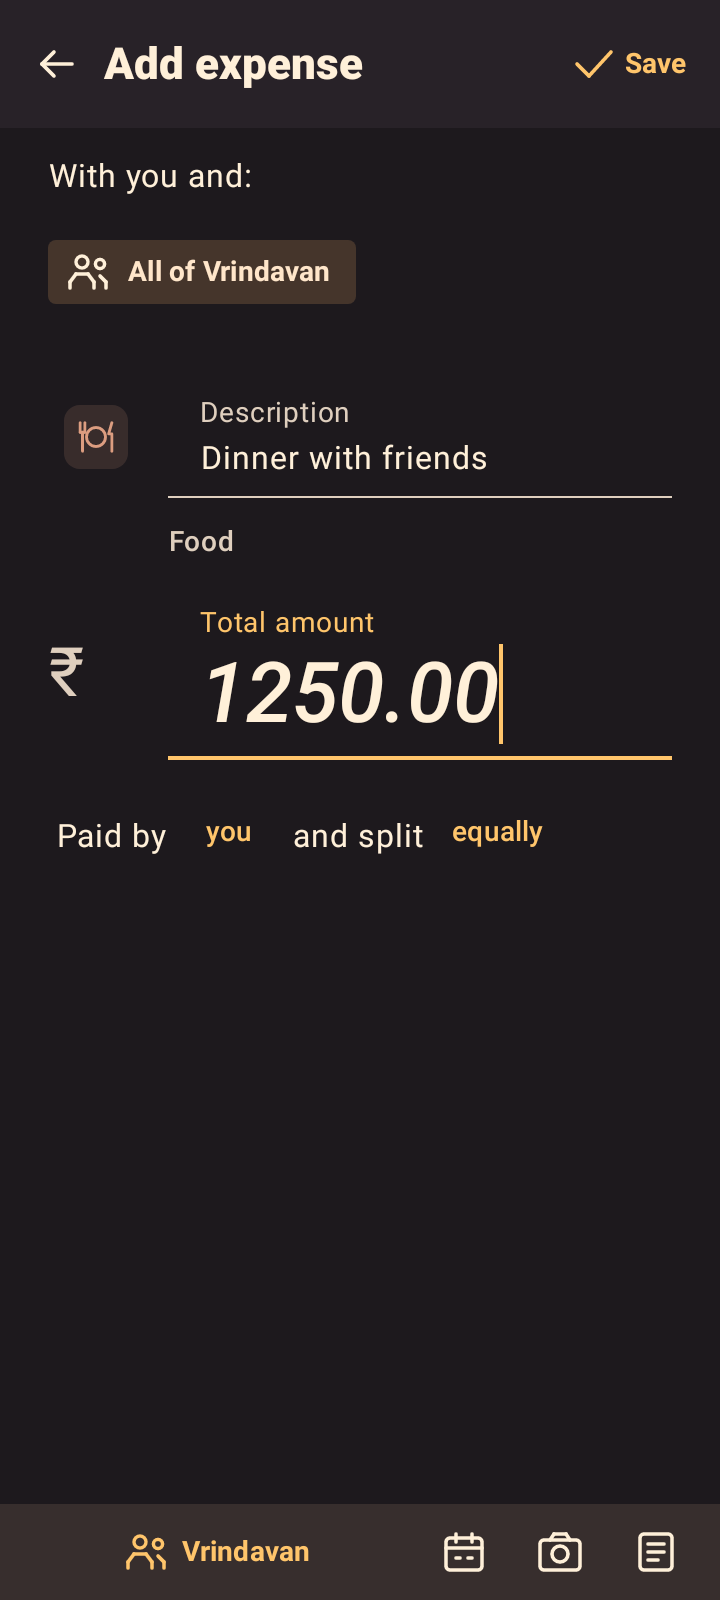 Add expense
Save
With you and:
All of Vrindavan
Description
Dinner with friends
Food
Total amount
₹ 1250.00
Paid by you and split equally
Vrindavan